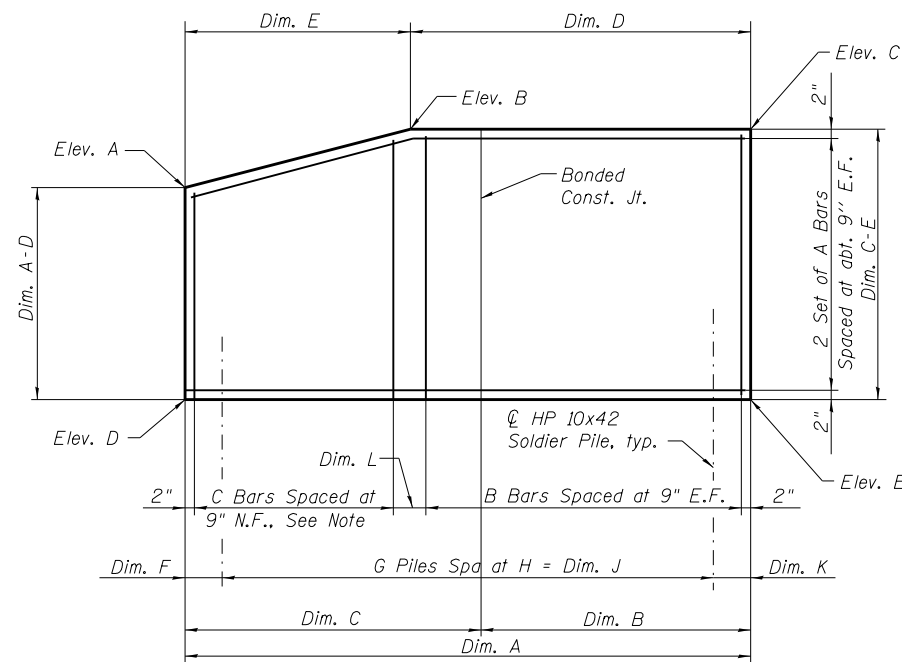 Dim. E
Dim. D
Elev. C
Elev. B
2"
Elev. A
Bonded
Const. Jt.
Dim. A-D
2 Set of A Bars
Spaced at abt. 9" E.F.
Dim. C-E
℄ HP 10x42
Soldier Pile, typ.
Elev. D
2"
Elev. E
Dim. L
2"
C Bars Spaced at
9" N.F., See Note
B Bars Spaced at 9" E.F.
2"
Dim. F
G Piles Spa at H = Dim. J
Dim. K
Dim. C
Dim. B
Dim. A